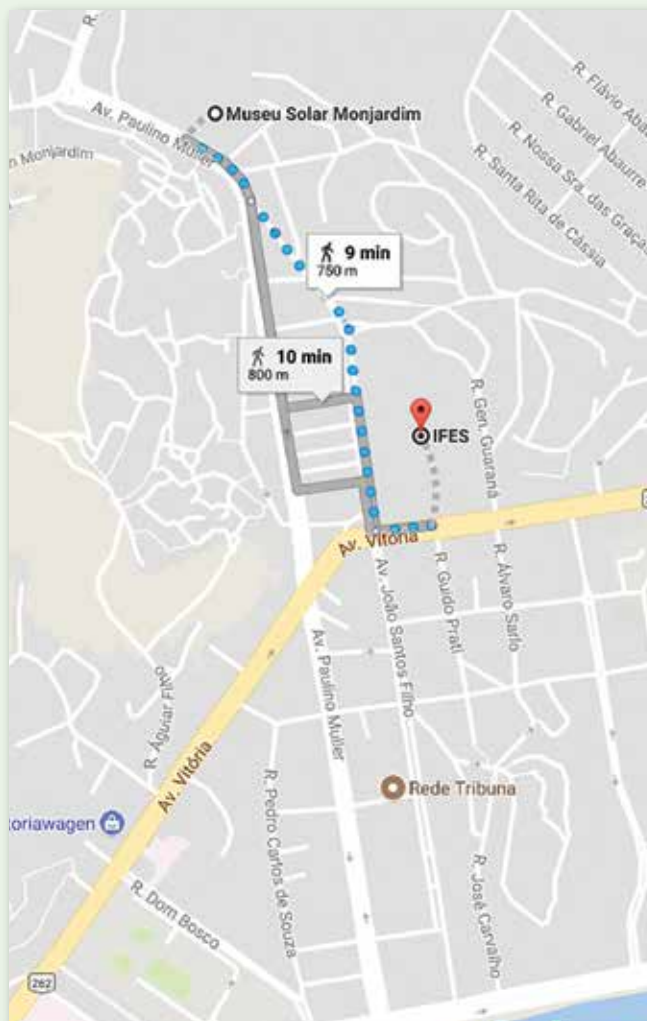 R.
Av. Paulino Muller
Museu Solar Monjardim
n Monjardim
R. Flávio Abas
R. Gabriel Abaurre
R. Nossa Sra. das Graças
R. Santa Rita de Cássia
9 min
750 m
10 min
800 m
IFES
R. Gen. Guaraná
Av. Vitória
R. Álvaro Sarlo
R. Guido Prati
Av. João Santos Filho
Av. Paulino Muller
R. Aguiar Filho
Av. Vitória
Rede Tribuna
toriawagen
R. Pedro Carlos de Souza
R. Dom Bosco
R. José Carvalho
262